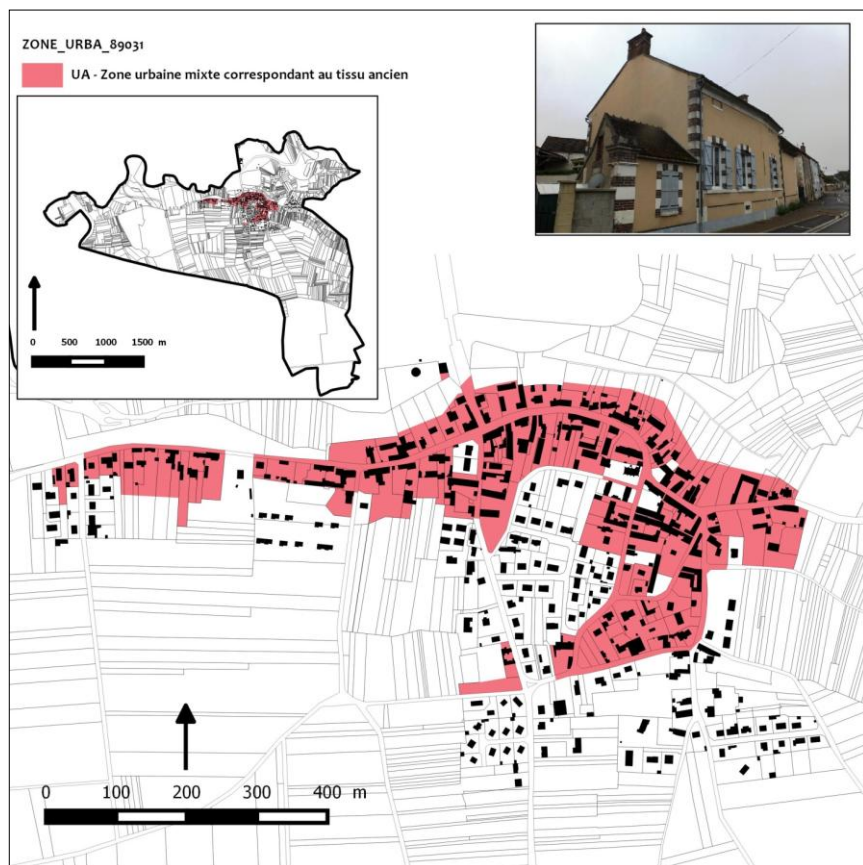 ZONE_URBA_89031
UA - Zone urbaine mixte correspondant au tissu ancien
0 500 1000 1500 m
0 100 200 300 400 m